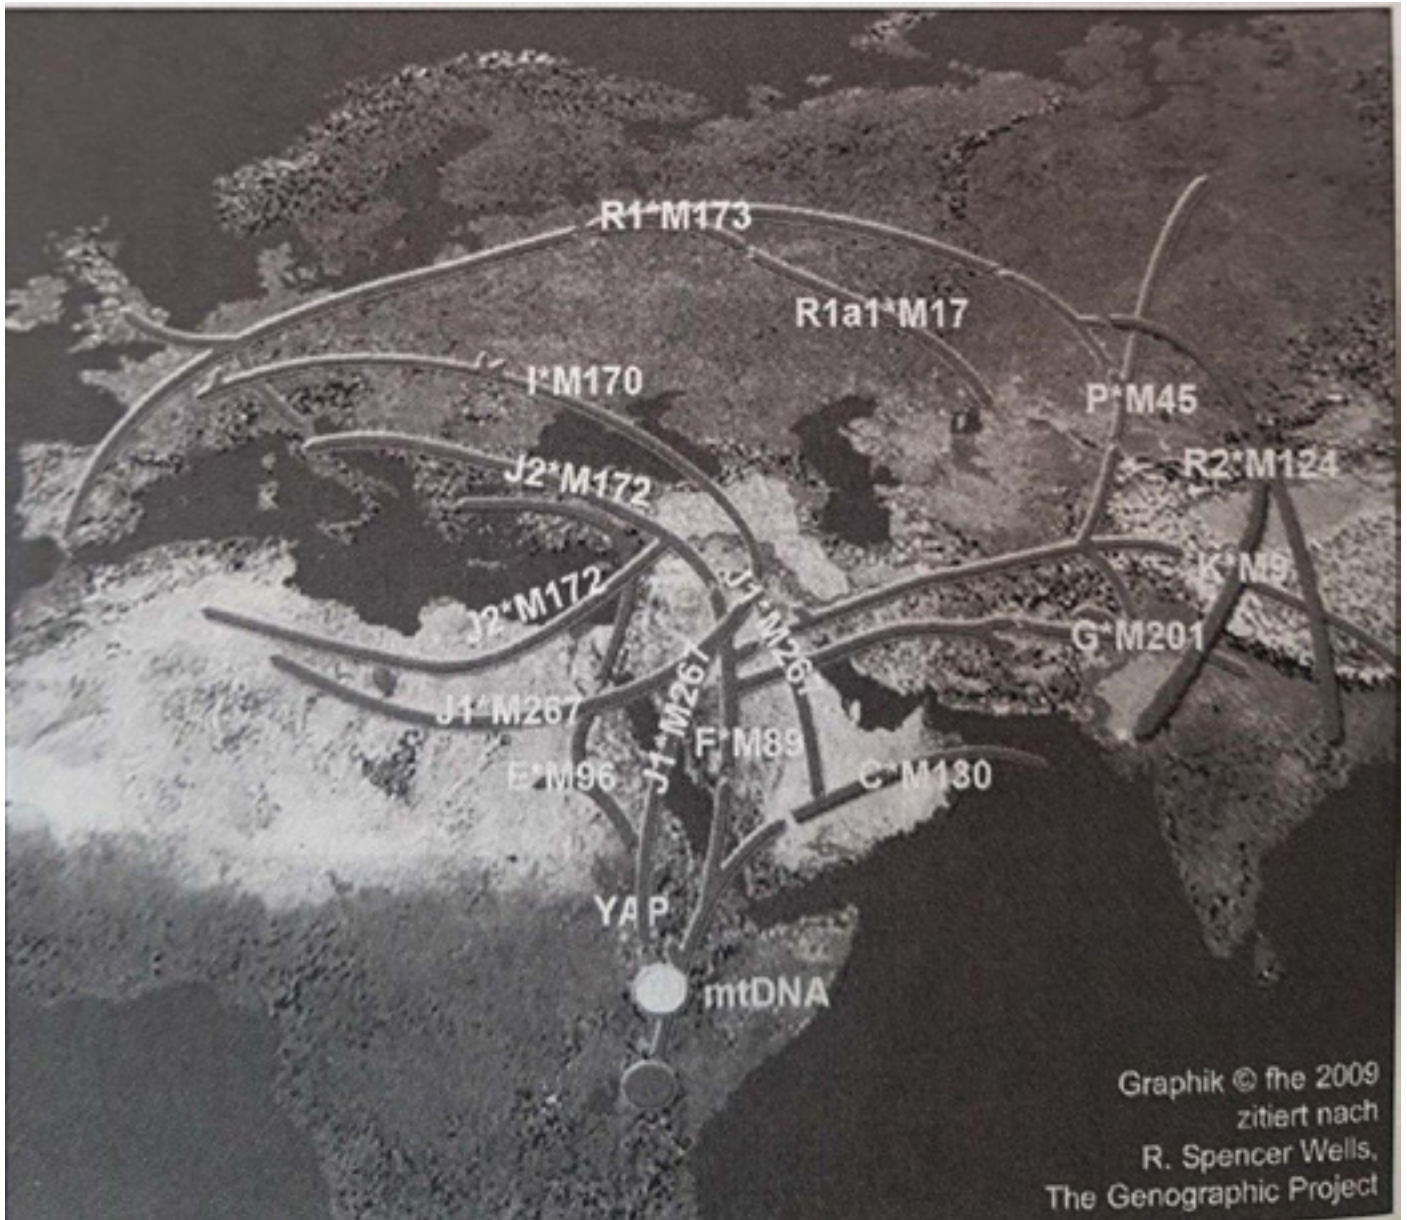 R1*M173
R1a1*M17
I*M170
P*M45
J2*M172
R2*M124
K*M9
J2*M172
J1*M267
G*M201
J1*M267
J1*M267
F*M89
E*M96
C*M130
YAP
mtDNA
Graphik © fhe 2009
zitiert nach
R. Spencer Wells,
The Genographic Project